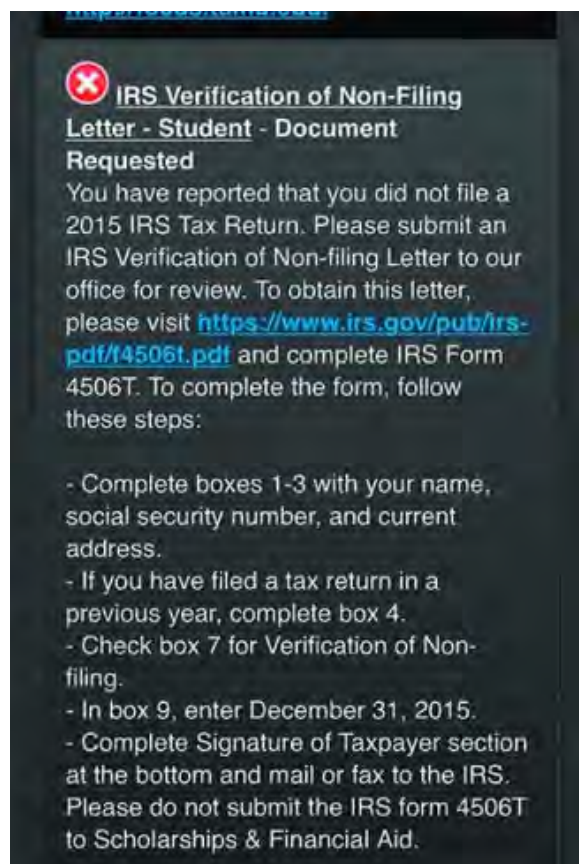 IRS Verification of Non-Filing
Letter - Student - Document
Requested
You have reported that you did not file a
2015 IRS Tax Return. Please submit an
IRS Verification of Non-filing Letter to our
office for review. To obtain this letter,
please visit https://www.irs.gov/pub/irs-
pdf/f4506t.pdf and complete IRS Form
4506T. To complete the form, follow
these steps:
- Complete boxes 1-3 with your name,
social security number, and current
address.
- If you have filed a tax return in a
previous year, complete box 4.
- Check box 7 for Verification of Non-
filing.
- In box 9, enter December 31, 2015.
- Complete Signature of Taxpayer section
at the bottom and mail or fax to the IRS.
Please do not submit the IRS form 4506T
to Scholarships & Financial Aid.